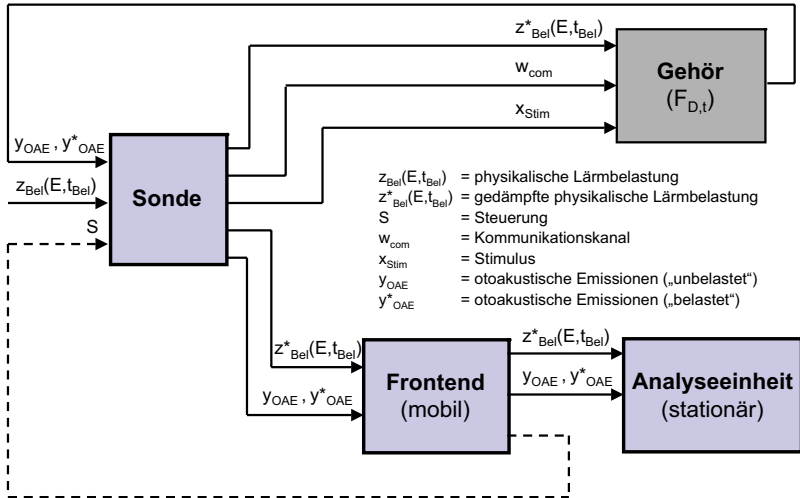 z*Bel(E,tBel)
wcom
xStim
Gehör
(FD,t)
yOAE , y*OAE
zBel(E,tBel)
S
Sonde
zBel(E,tBel) = physikalische Lärmbelastung
z*Bel(E,tBel) = gedämpfte physikalische Lärmbelastung
S = Steuerung
wcom = Kommunikationskanal
xStim = Stimulus
yOAE = otoakustische Emissionen („unbelastet“)
y*OAE = otoakustische Emissionen („belastet“)
z*Bel(E,tBel)
yOAE , y*OAE
Frontend
(mobil)
z*Bel(E,tBel)
yOAE , y*OAE
Analyseeinheit
(stationär)